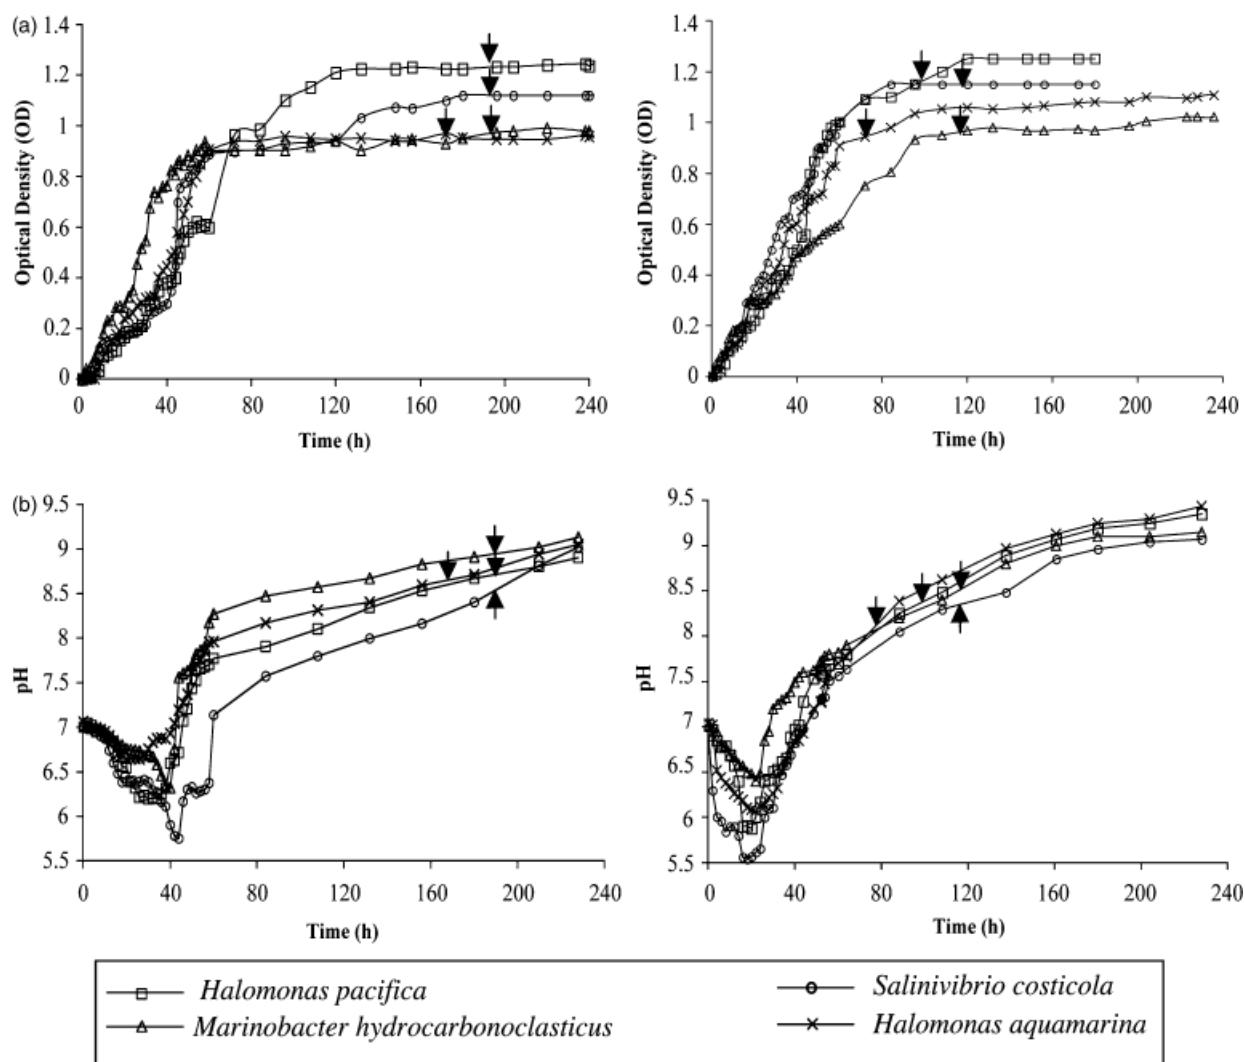 (a)
1.4
1.2
1
0.8
0.6
0.4
0.2
0
Optical Density (OD)
0 40 80 120 160 200 240
Time (h)
1.4
1.2
1
0.8
0.6
0.4
0.2
0
Optical Density (OD)
0 40 80 120 160 200 240
Time (h)
(b)
9.5
9
8.5
8
7.5
7
6.5
6
5.5
pH
0 40 80 120 160 200 240
Time (h)
9.5
9
8.5
8
7.5
7
6.5
6
5.5
pH
0 40 80 120 160 200 240
Time (h)
Halomonas pacifica
Salinivibrio costicola
Marinobacter hydrocarbonoclasticus
Halomonas aquamarina